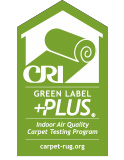 CRI
GREEN LABEL
+PLUS®
Indoor Air Quality
Carpet Testing Program
carpet-rug.org